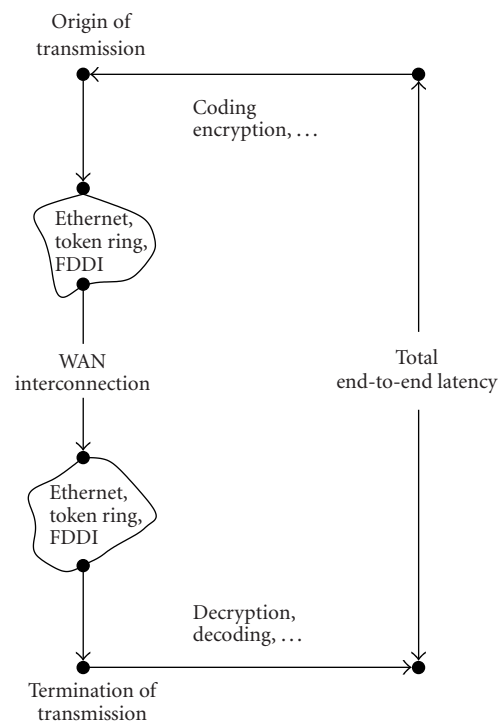 Origin of
transmission
Coding
encryption, …
Ethernet,
token ring,
FDDI
WAN
interconnection
Total
end-to-end latency
Ethernet,
token ring,
FDDI
Decryption,
decoding, …
Termination of
transmission